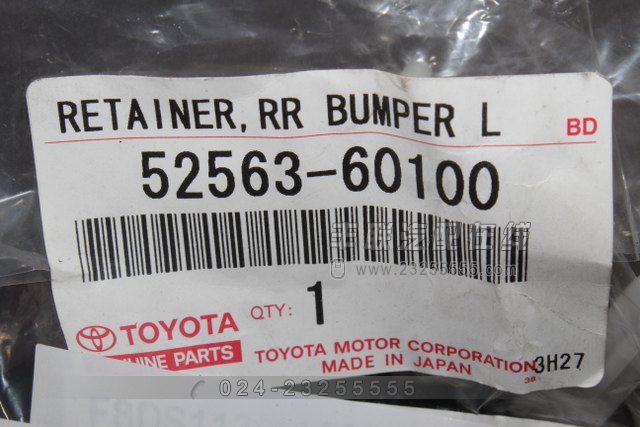 RETAINER, RR BUMPER L
BD
52563-60100
www.23255555.com
TOYOTA
QTY: 1
GENUINE PARTS
TOYOTA MOTOR CORPORATION
MADE IN JAPAN
38
3H27
024-23255555